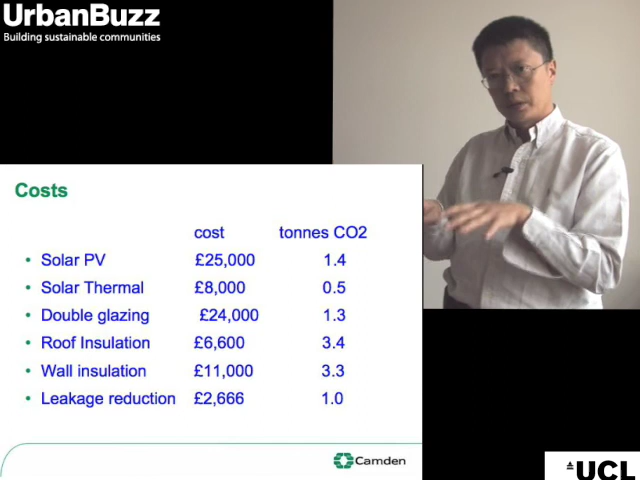 UrbanBuzz
Building sustainable communities
Costs
cost tonnes CO2
• Solar PV £25,000 1.4
• Solar Thermal £8,000 0.5
• Double glazing £24,000 1.3
• Roof Insulation £6,600 3.4
• Wall insulation £11,000 3.3
• Leakage reduction £2,666 1.0
Camden
UCL